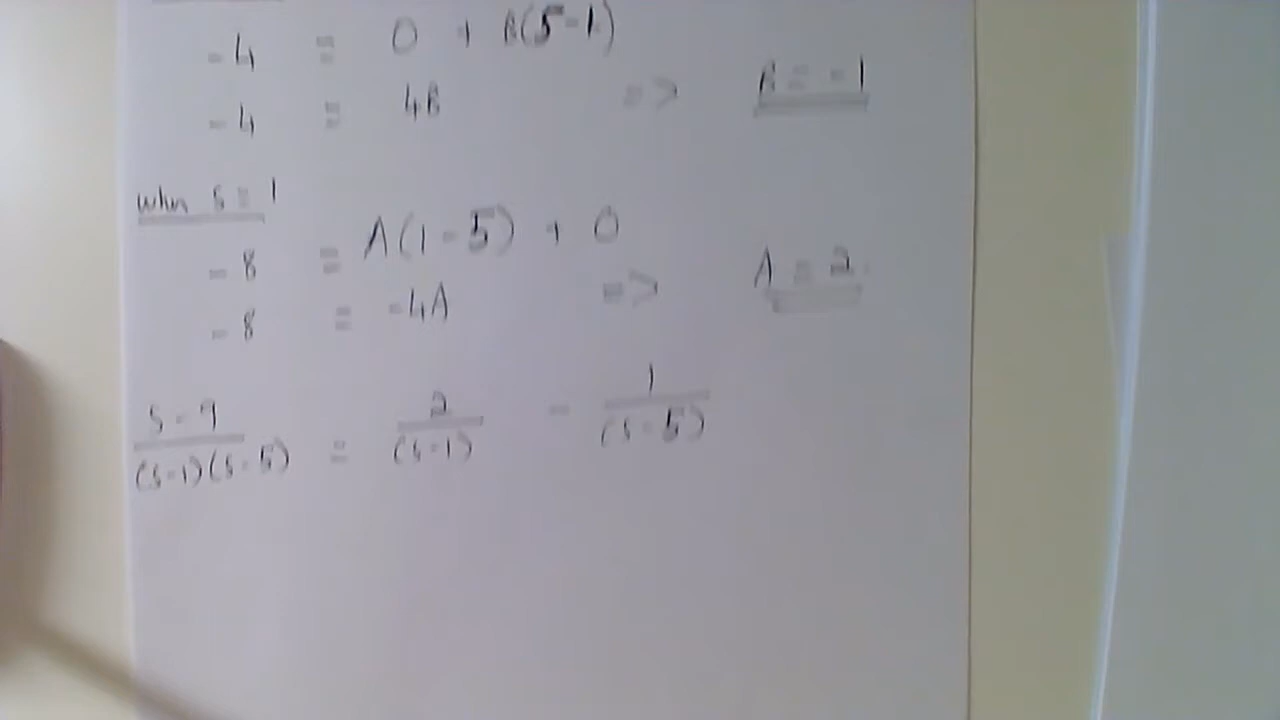 -4 = 0 + B(5-1)
-4 = 4B => B = -1
when s = 1
-8 = A(1-5) + 0
-8 = -4A => A = 2
s-9/(s-1)(s-5) = 2/(s-1) - 1/(s-5)